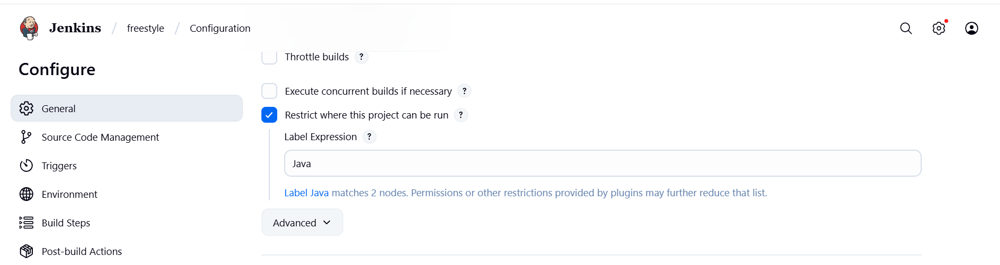 Jenkins / freestyle / Configuration
Configure
General
Source Code Management
Triggers
Environment
Build Steps
Post-build Actions
Throttle builds ?
Execute concurrent builds if necessary ?
Restrict where this project can be run ?
Label Expression ?
Java
Label Java matches 2 nodes. Permissions or other restrictions provided by plugins may further reduce that list.
Advanced